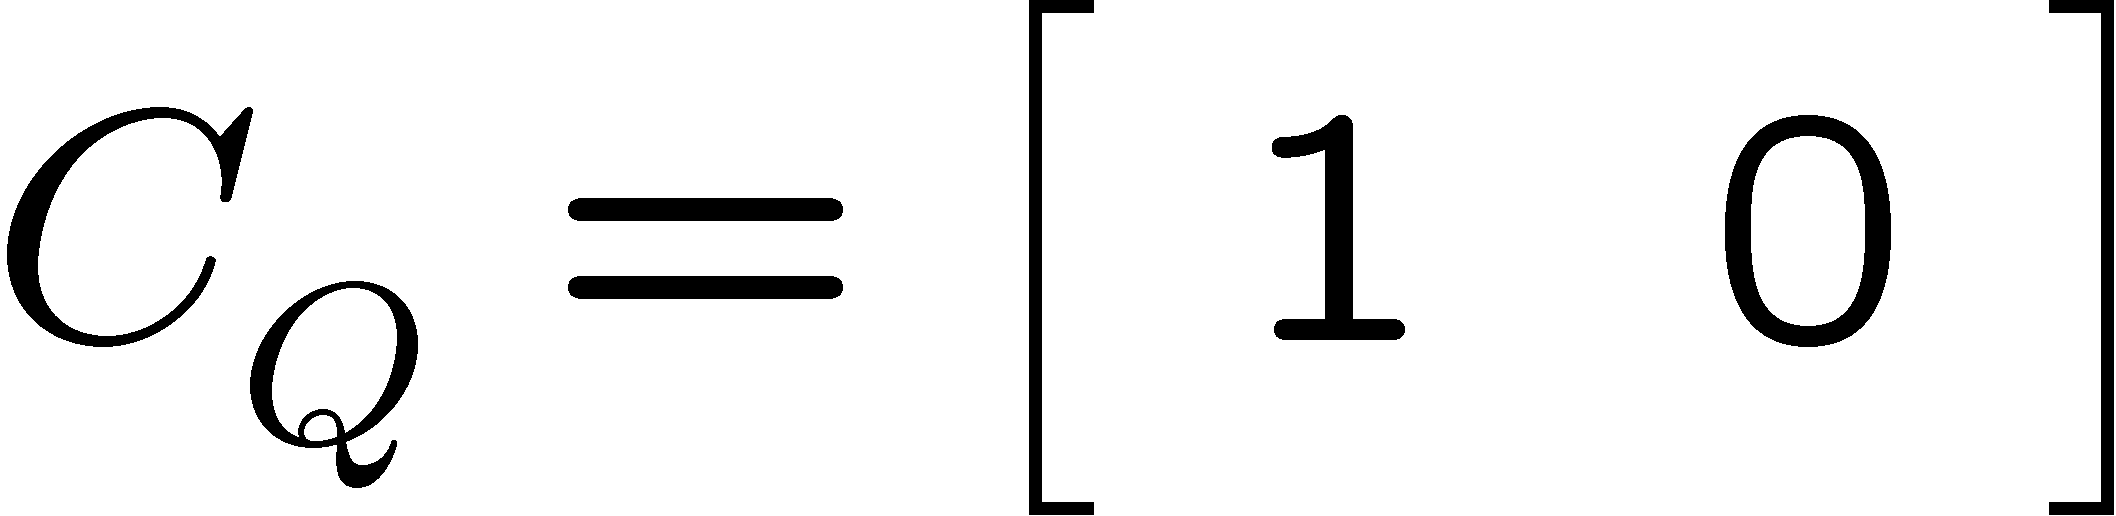 C_Q = [ 1 0 ]